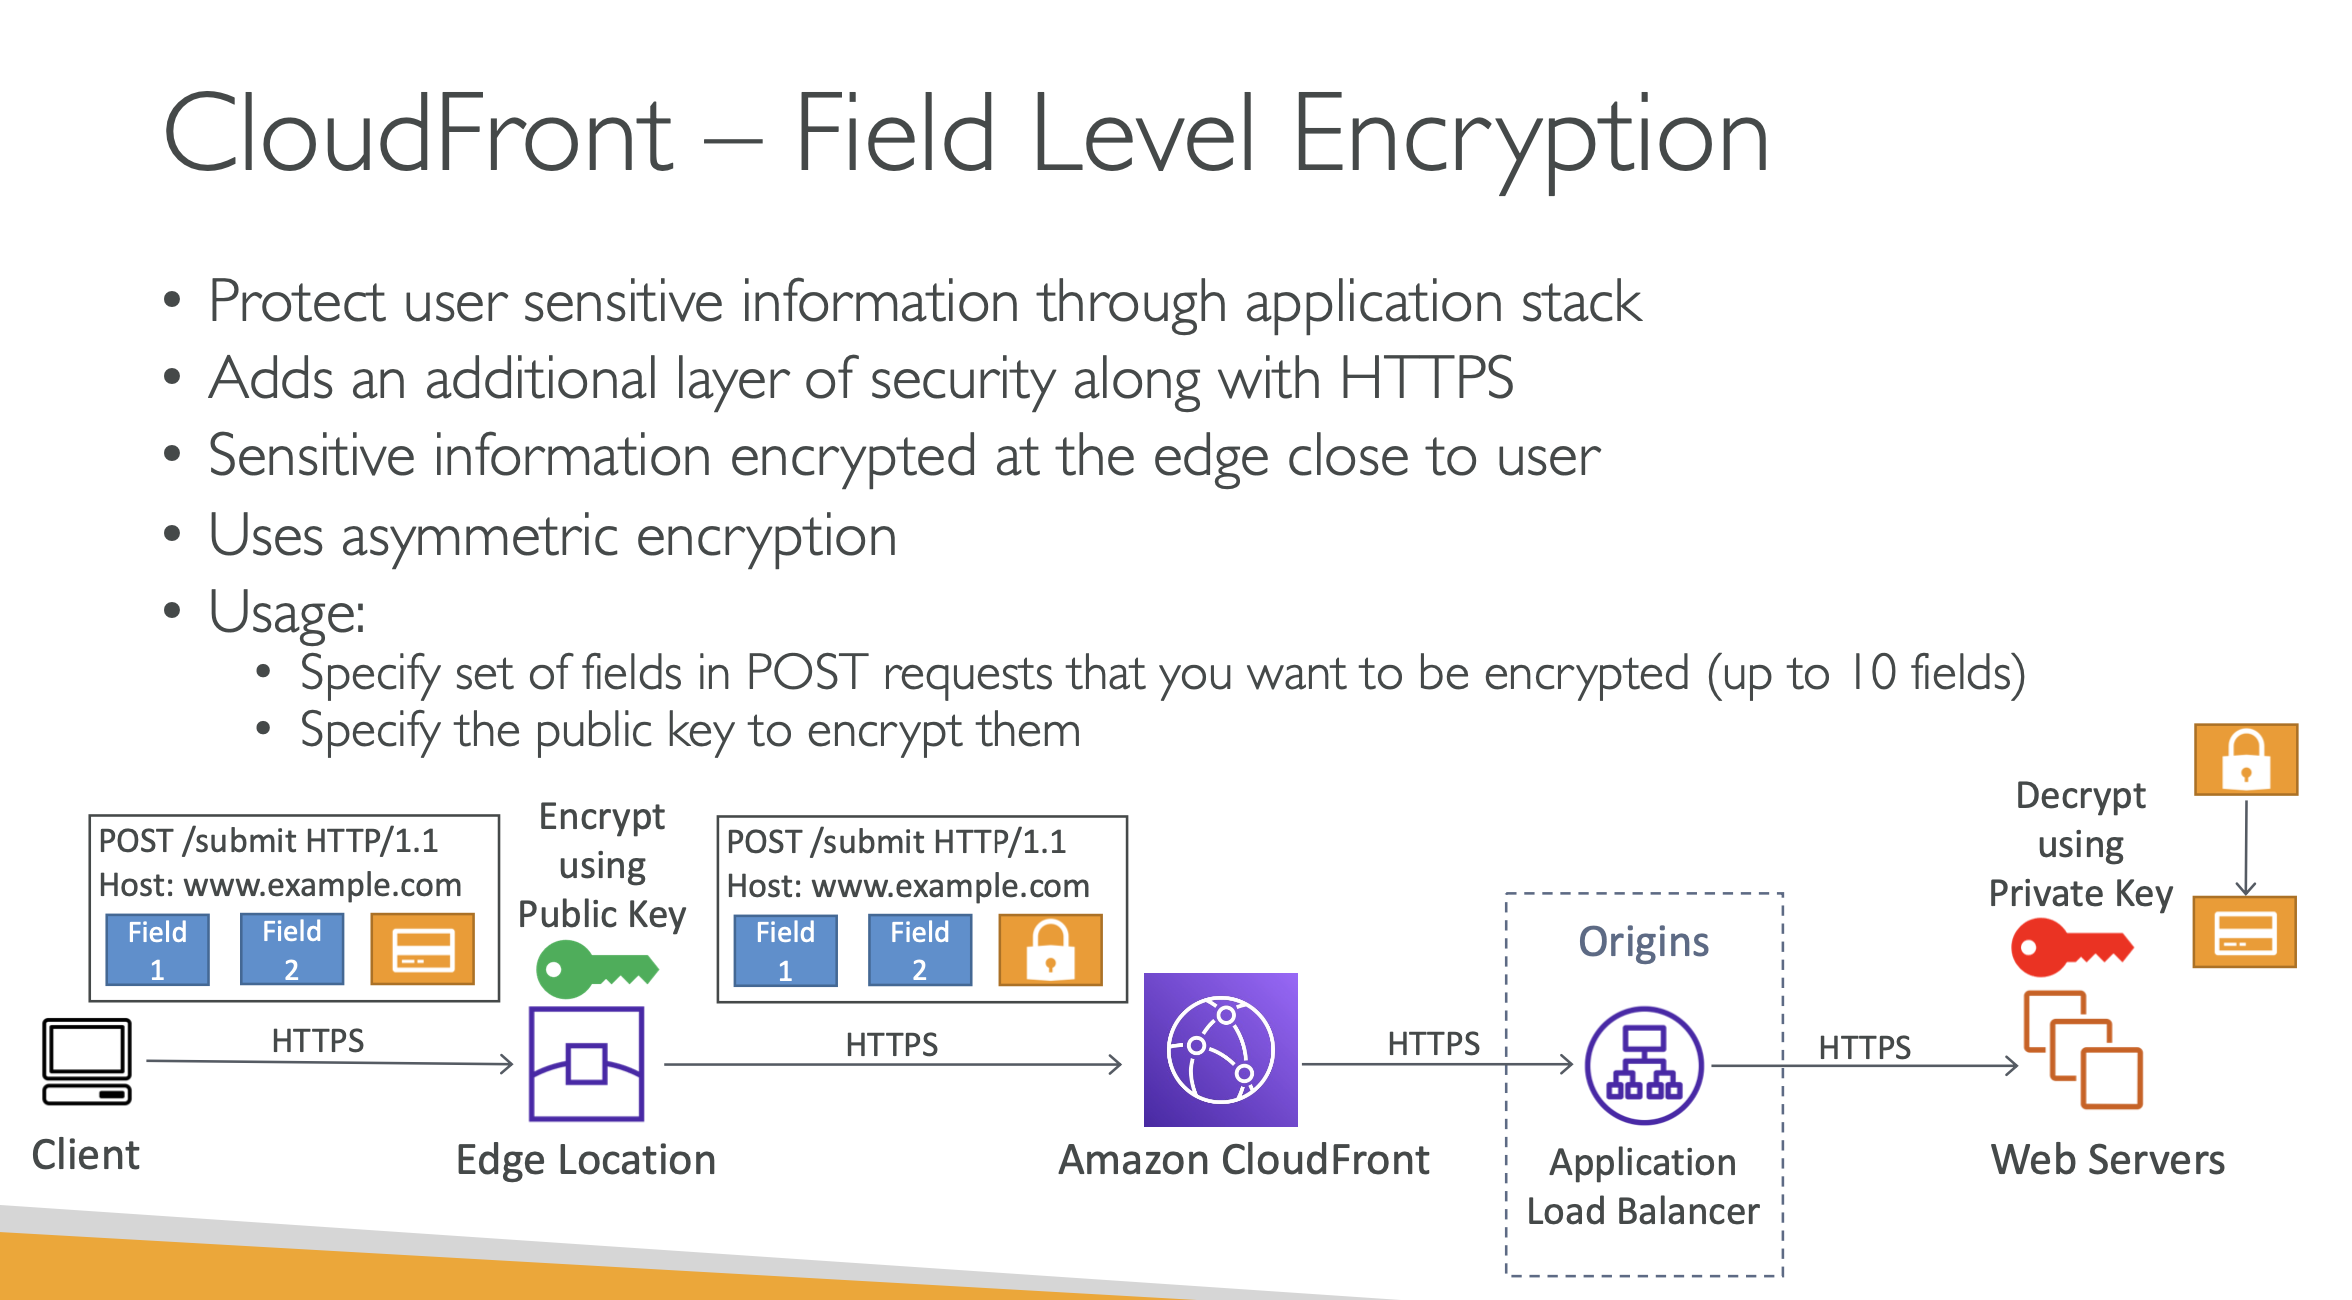 CloudFront – Field Level Encryption
• Protect user sensitive information through application stack
• Adds an additional layer of security along with HTTPS
• Sensitive information encrypted at the edge close to user
• Uses asymmetric encryption
• Usage:
• Specify set of fields in POST requests that you want to be encrypted (up to 10 fields)
• Specify the public key to encrypt them
POST /submit HTTP/1.1
Host: www.example.com
Field
1
Field
2
Encrypt
using
Public Key
POST /submit HTTP/1.1
Host: www.example.com
Field
1
Field
2
Decrypt
using
Private Key
Origins
HTTPS
HTTPS
HTTPS
HTTPS
Client
Edge Location
Amazon CloudFront
Application
Load Balancer
Web Servers